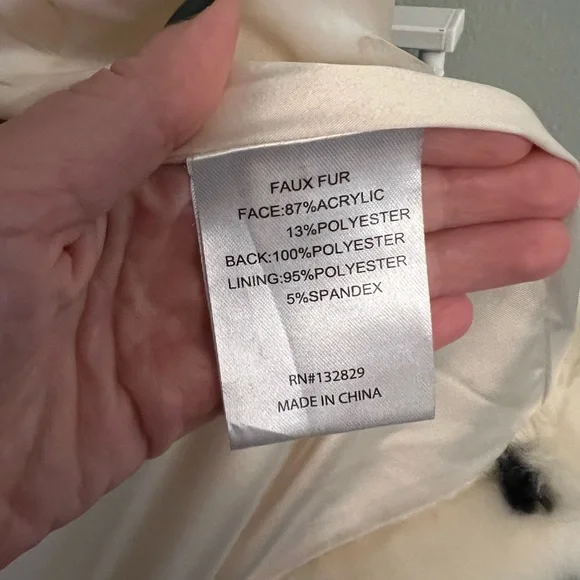 FAUX FUR
FACE:87%ACRYLIC
13%POLYESTER
BACK:100%POLYESTER
LINING:95%POLYESTER
5%SPANDEX
RN#132829
MADE IN CHINA